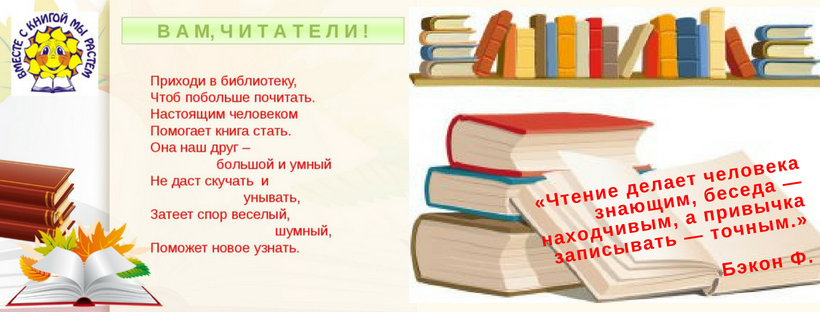 ВМЕСТЕ С КНИГОЙ МЫ РАСТЕМ
ВАМ, ЧИТАТЕЛИ!
Приходи в библиотеку,
Чтоб побольше почитать.
Настоящим человеком
Помогает книга стать.
Она наш друг –
большой и умный
Не даст скучать и
унывать,
Затеет спор веселый,
шумный,
Поможет новое узнать.
«Чтение делает человека
знающим, беседа —
находчивым, а привычка
записывать — точным.»
Бэкон Ф.